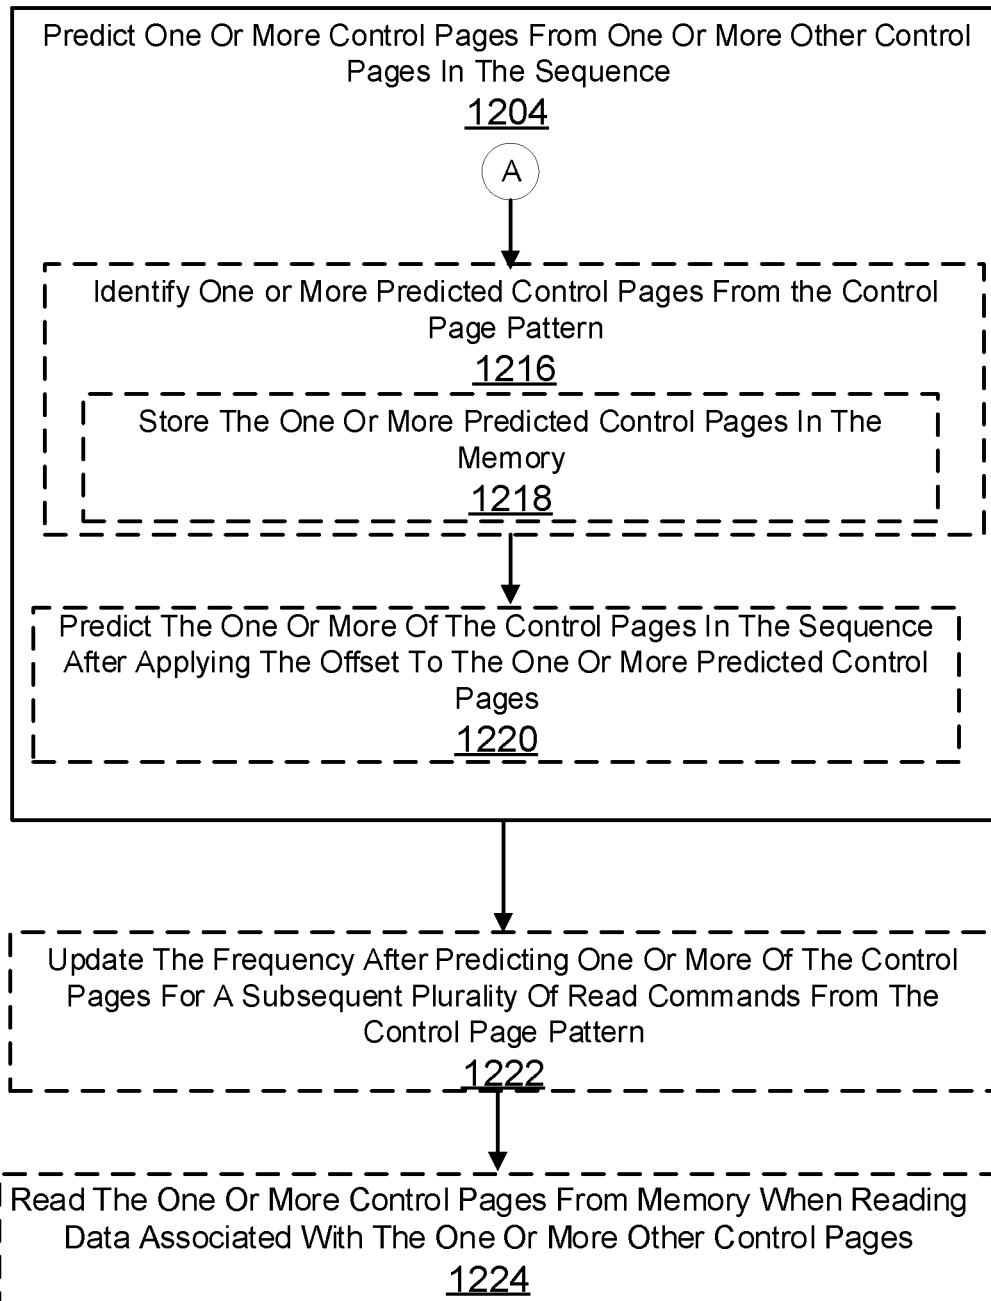 Predict One Or More Control Pages From One Or More Other Control
Pages In The Sequence
1204
A
Identify One or More Predicted Control Pages From the Control
Page Pattern
1216
Store The One Or More Predicted Control Pages In The
Memory
1218
Predict The One Or More Of The Control Pages In The Sequence
After Applying The Offset To The One Or More Predicted Control
Pages
1220
Update The Frequency After Predicting One Or More Of The Control
Pages For A Subsequent Plurality Of Read Commands From The
Control Page Pattern
1222
Read The One Or More Control Pages From Memory When Reading
Data Associated With The One Or More Other Control Pages
1224